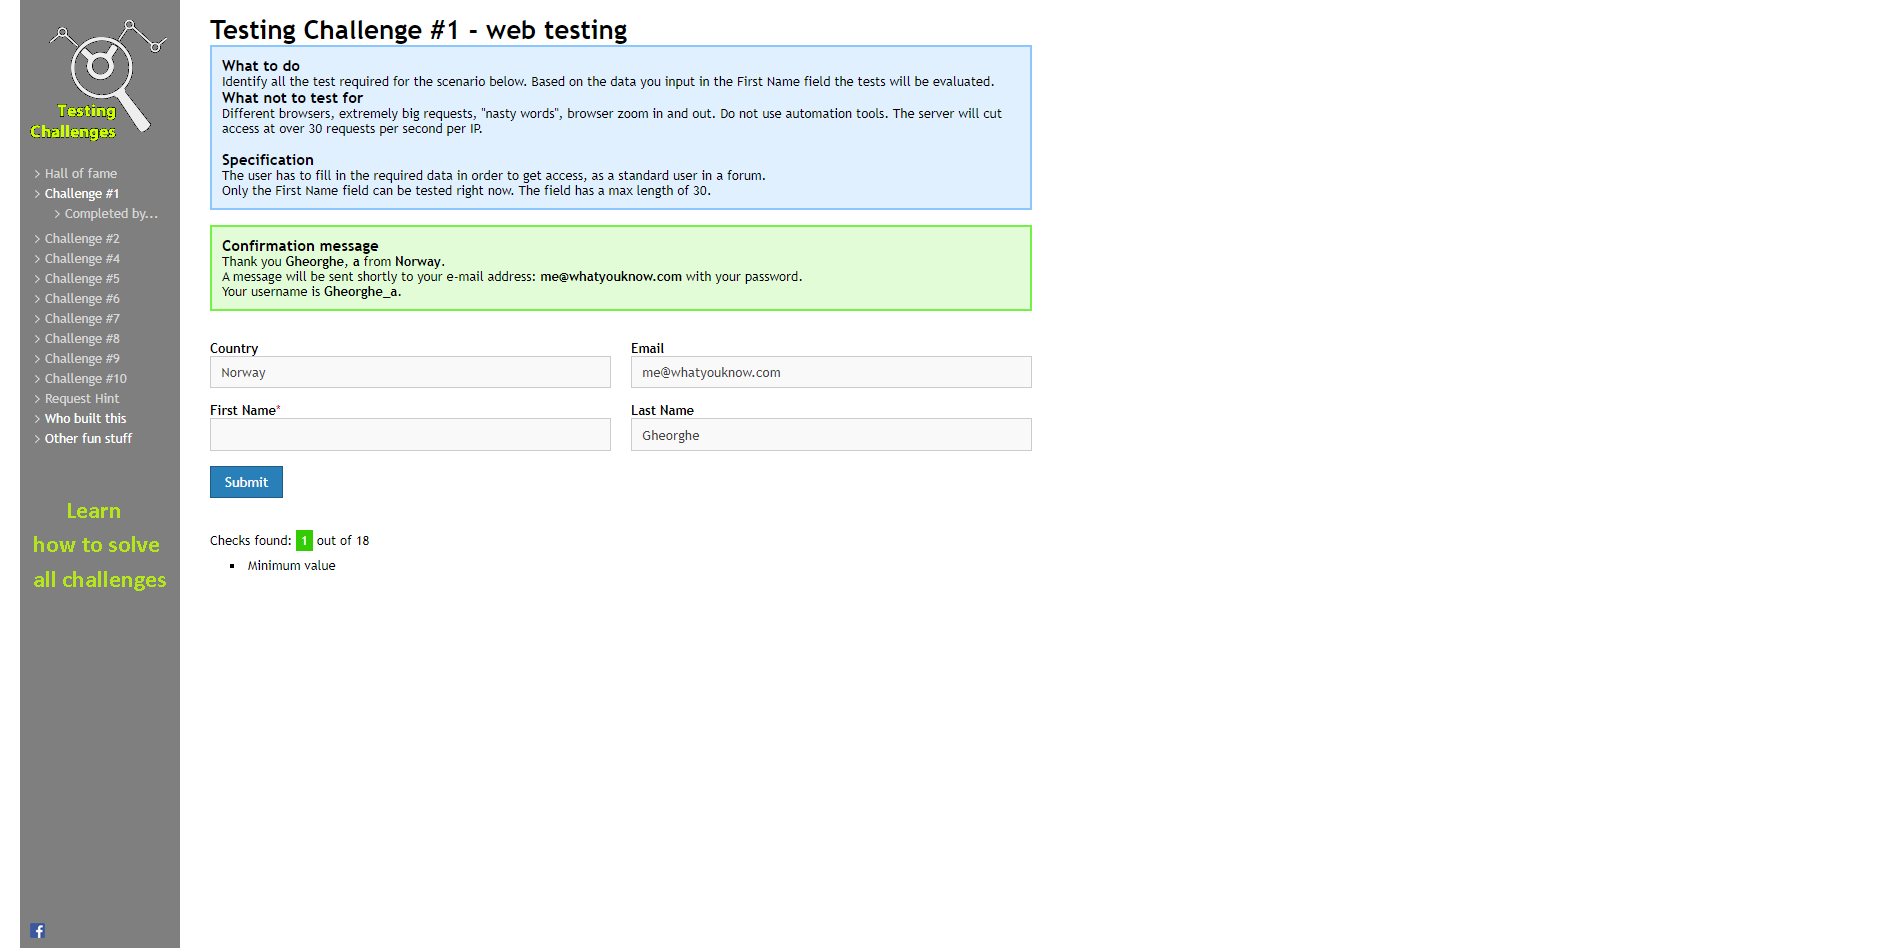 Testing
Challenges
Hall of fame
Challenge #1
Completed by...
Challenge #2
Challenge #4
Challenge #5
Challenge #6
Challenge #7
Challenge #8
Challenge #9
Challenge #10
Request Hint
Who built this
Other fun stuff
Learn
how to solve
all challenges
f
Testing Challenge #1 - web testing
What to do
Identify all the test required for the scenario below. Based on the data you input in the First Name field the tests will be evaluated.
What not to test for
Different browsers, extremely big requests, "nasty words", browser zoom in and out. Do not use automation tools. The server will cut
access at over 30 requests per second per IP.
Specification
The user has to fill in the required data in order to get access, as a standard user in a forum.
Only the First Name field can be tested right now. The field has a max length of 30.
Confirmation message
Thank you Gheorghe, a from Norway.
A message will be sent shortly to your e-mail address: me@whatyouknow.com with your password.
Your username is Gheorghe_a.
Country
Norway
Email
me@whatyouknow.com
First Name*
Last Name
Gheorghe
Submit
Checks found: 1 out of 18
Minimum value